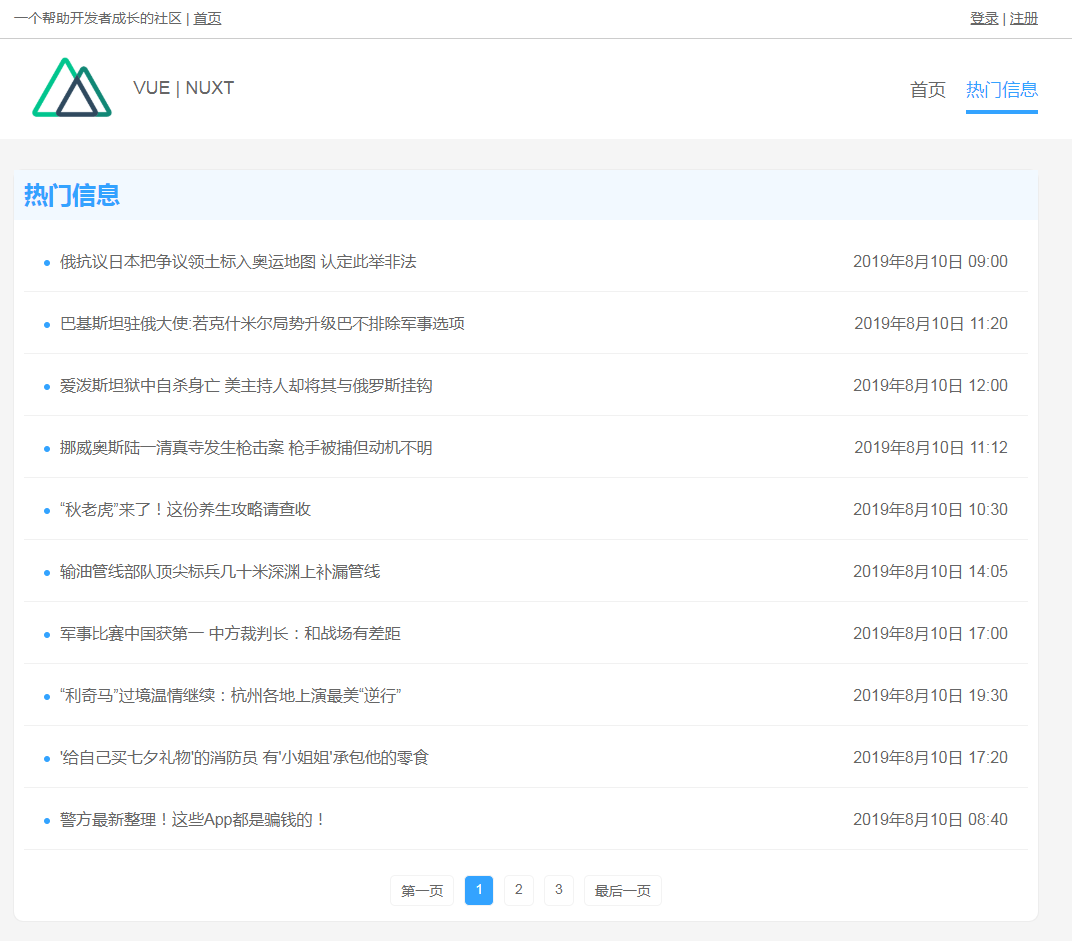 一个帮助开发者成长的社区 | 首页 登录 | 注册
VUE | NUXT 首页 热门信息
热门信息
俄抗议日本把争议领土标入奥运地图 认定此举非法 2019年8月10日 09:00
巴基斯坦驻俄大使:若克什米尔局势升级巴不排除军事选项 2019年8月10日 11:20
爱泼斯坦狱中自杀身亡 美主持人却将其与俄罗斯挂钩 2019年8月10日 12:00
挪威奥斯陆一清真寺发生枪击案 枪手被捕但动机不明 2019年8月10日 11:12
“秋老虎”来了！这份养生攻略请查收 2019年8月10日 10:30
输油管线部队顶尖标兵几十米深渊上补漏管线 2019年8月10日 14:05
军事比赛中国获第一 中方裁判长：和战场有差距 2019年8月10日 17:00
“利奇马”过境温情继续：杭州各地上演最美“逆行” 2019年8月10日 19:30
'给自己买七夕礼物'的消防员 有'小姐姐'承包他的零食 2019年8月10日 17:20
警方最新整理！这些App都是骗钱的！ 2019年8月10日 08:40
第一页 1 2 3 最后一页